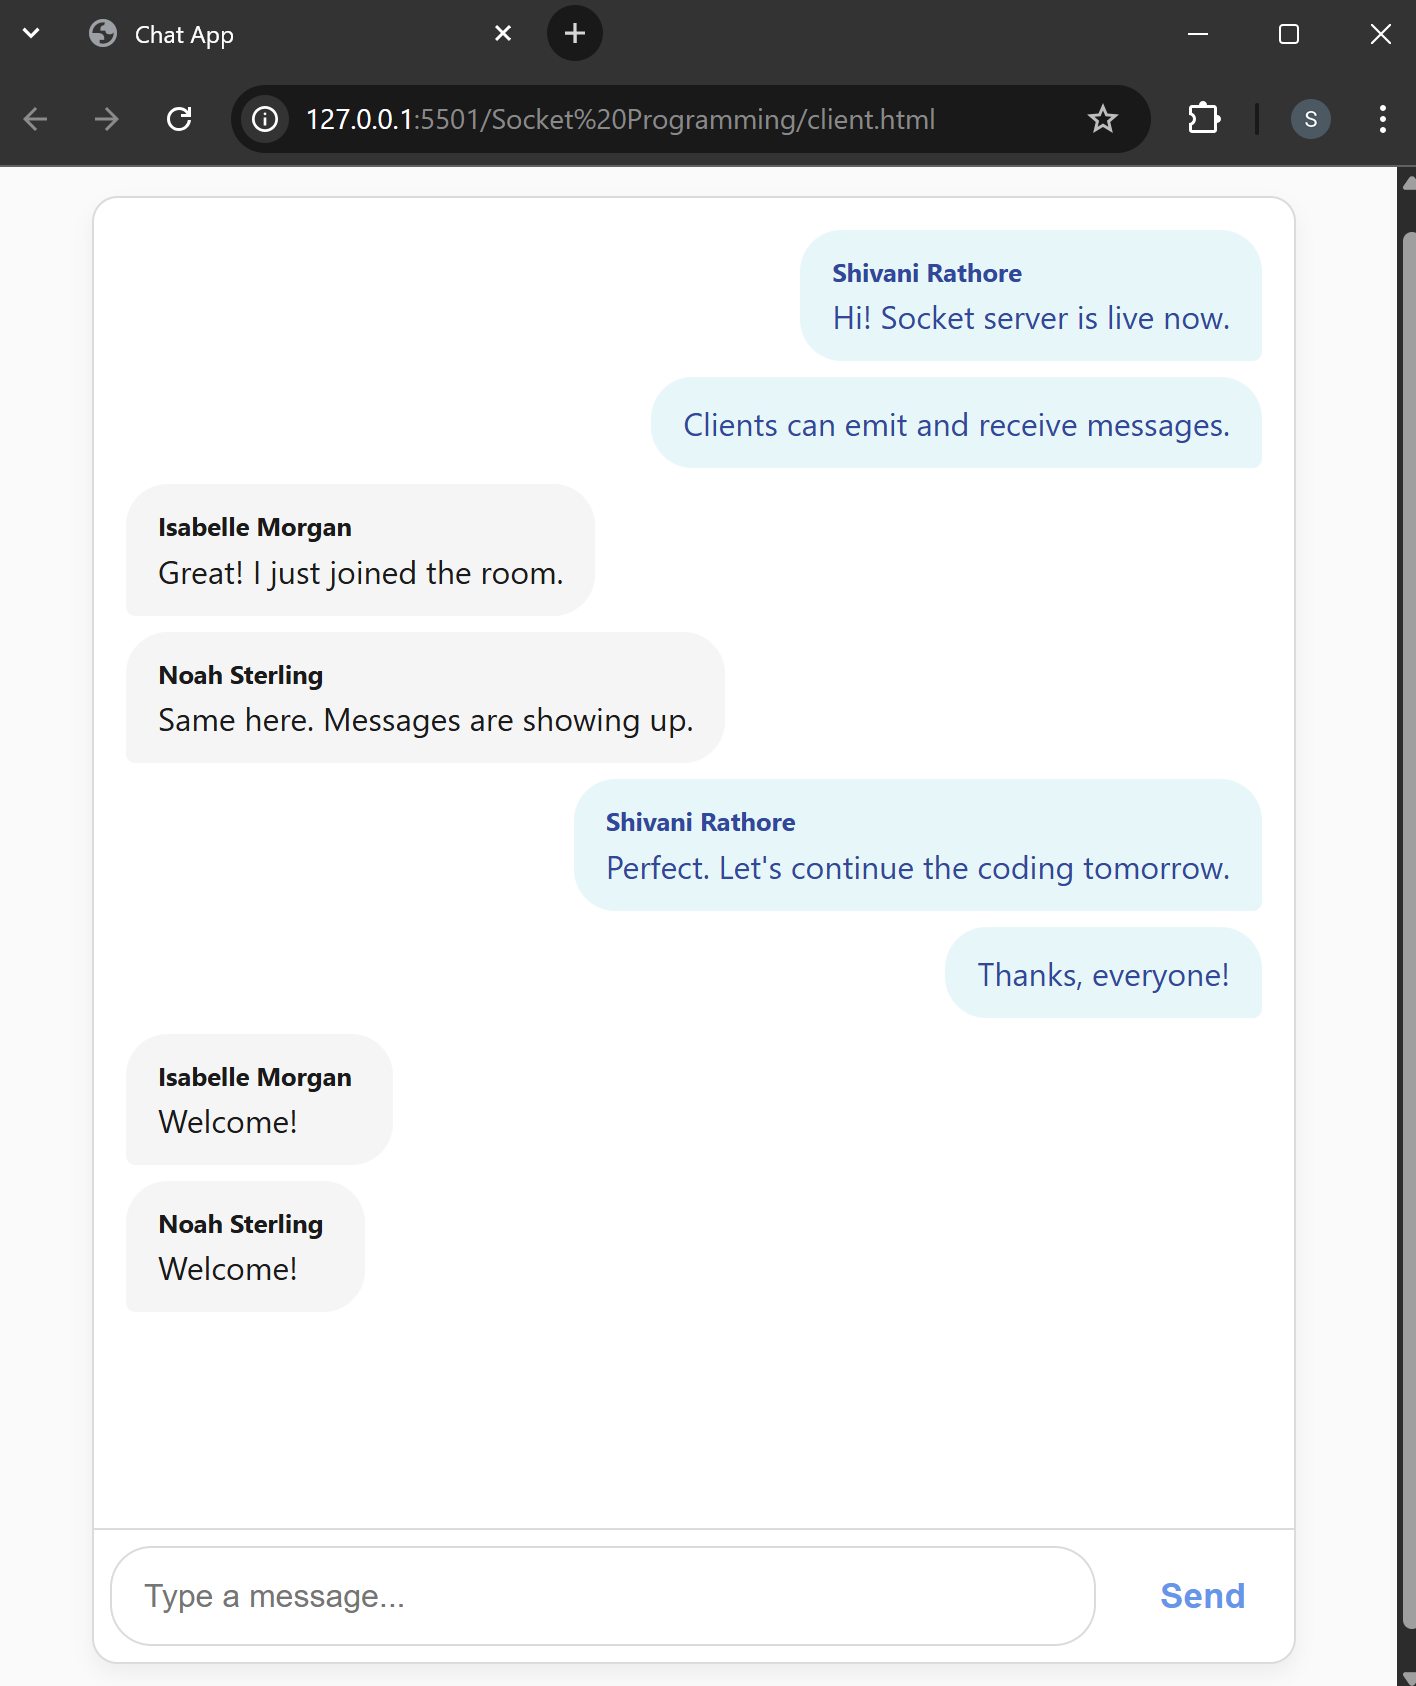 Chat App
127.0.0.1:5501/Socket%20Programming/client.html
S
Shivani Rathore
Hi! Socket server is live now.
Clients can emit and receive messages.
Isabelle Morgan
Great! I just joined the room.
Noah Sterling
Same here. Messages are showing up.
Shivani Rathore
Perfect. Let's continue the coding tomorrow.
Thanks, everyone!
Isabelle Morgan
Welcome!
Noah Sterling
Welcome!
Type a message...
Send